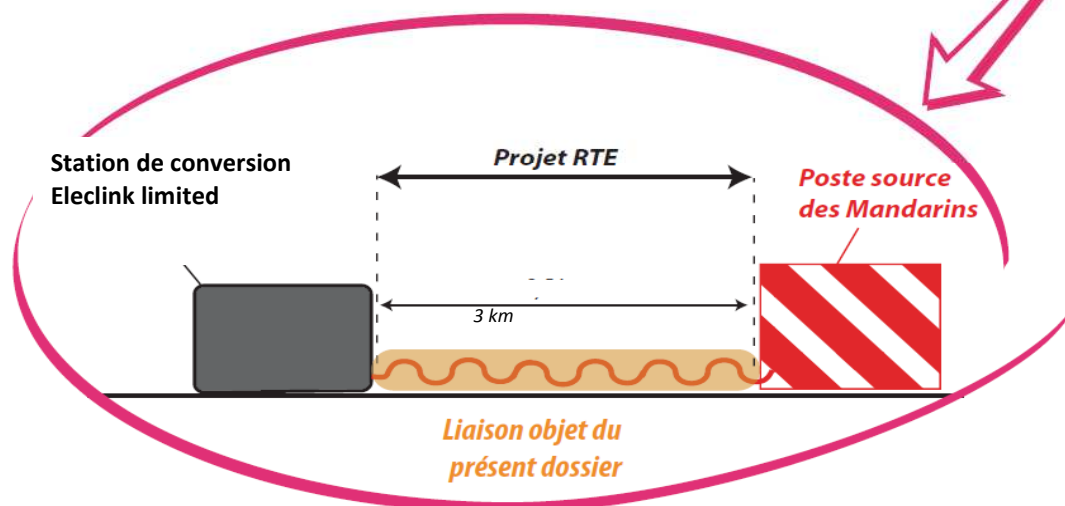 Station de conversion
Eleclink limited
Projet RTE
Poste source
des Mandarins
3 km
Liaison objet du
présent dossier